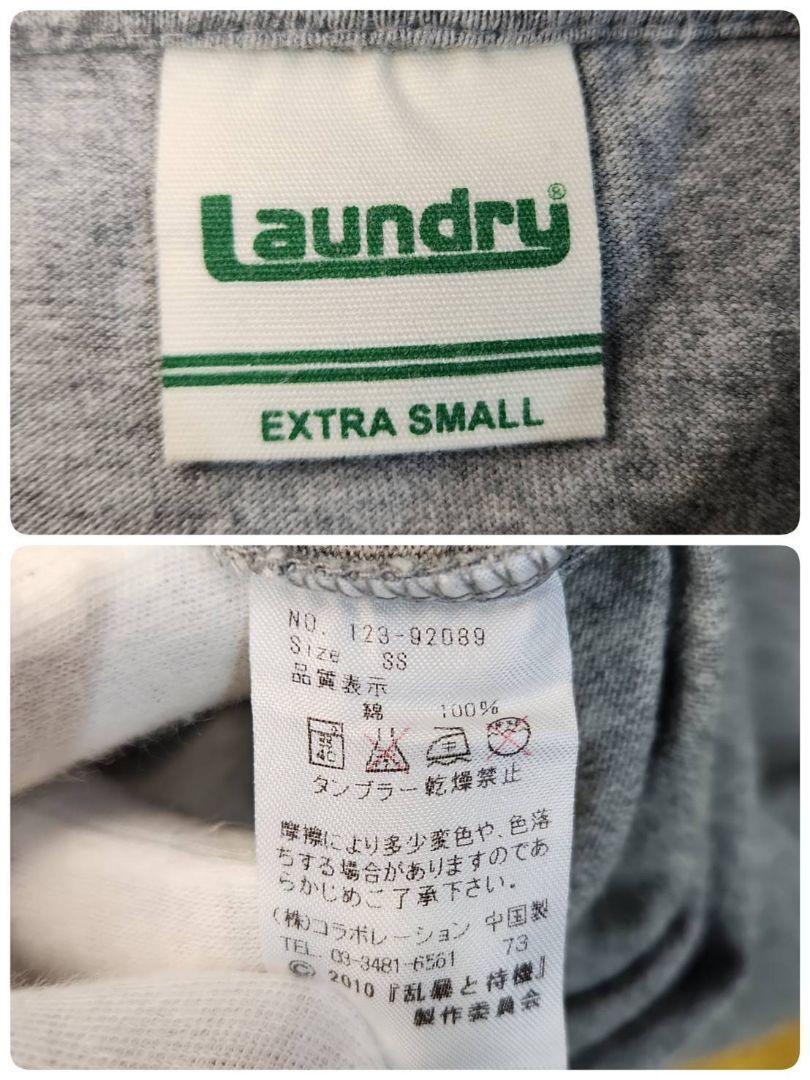 Laundry®
EXTRA SMALL
NO. 123-92089
Size SS
品質表示
綿 100%
40
タンブラー乾燥禁止
摩擦により多少変色や、色落
ちする場合がありますのであ
らかじめご了承下さい。
(株)コラボレーション 中国製
TEL. 03-3481-6561 73
© 2010『乱暴と待機』
製作委員会